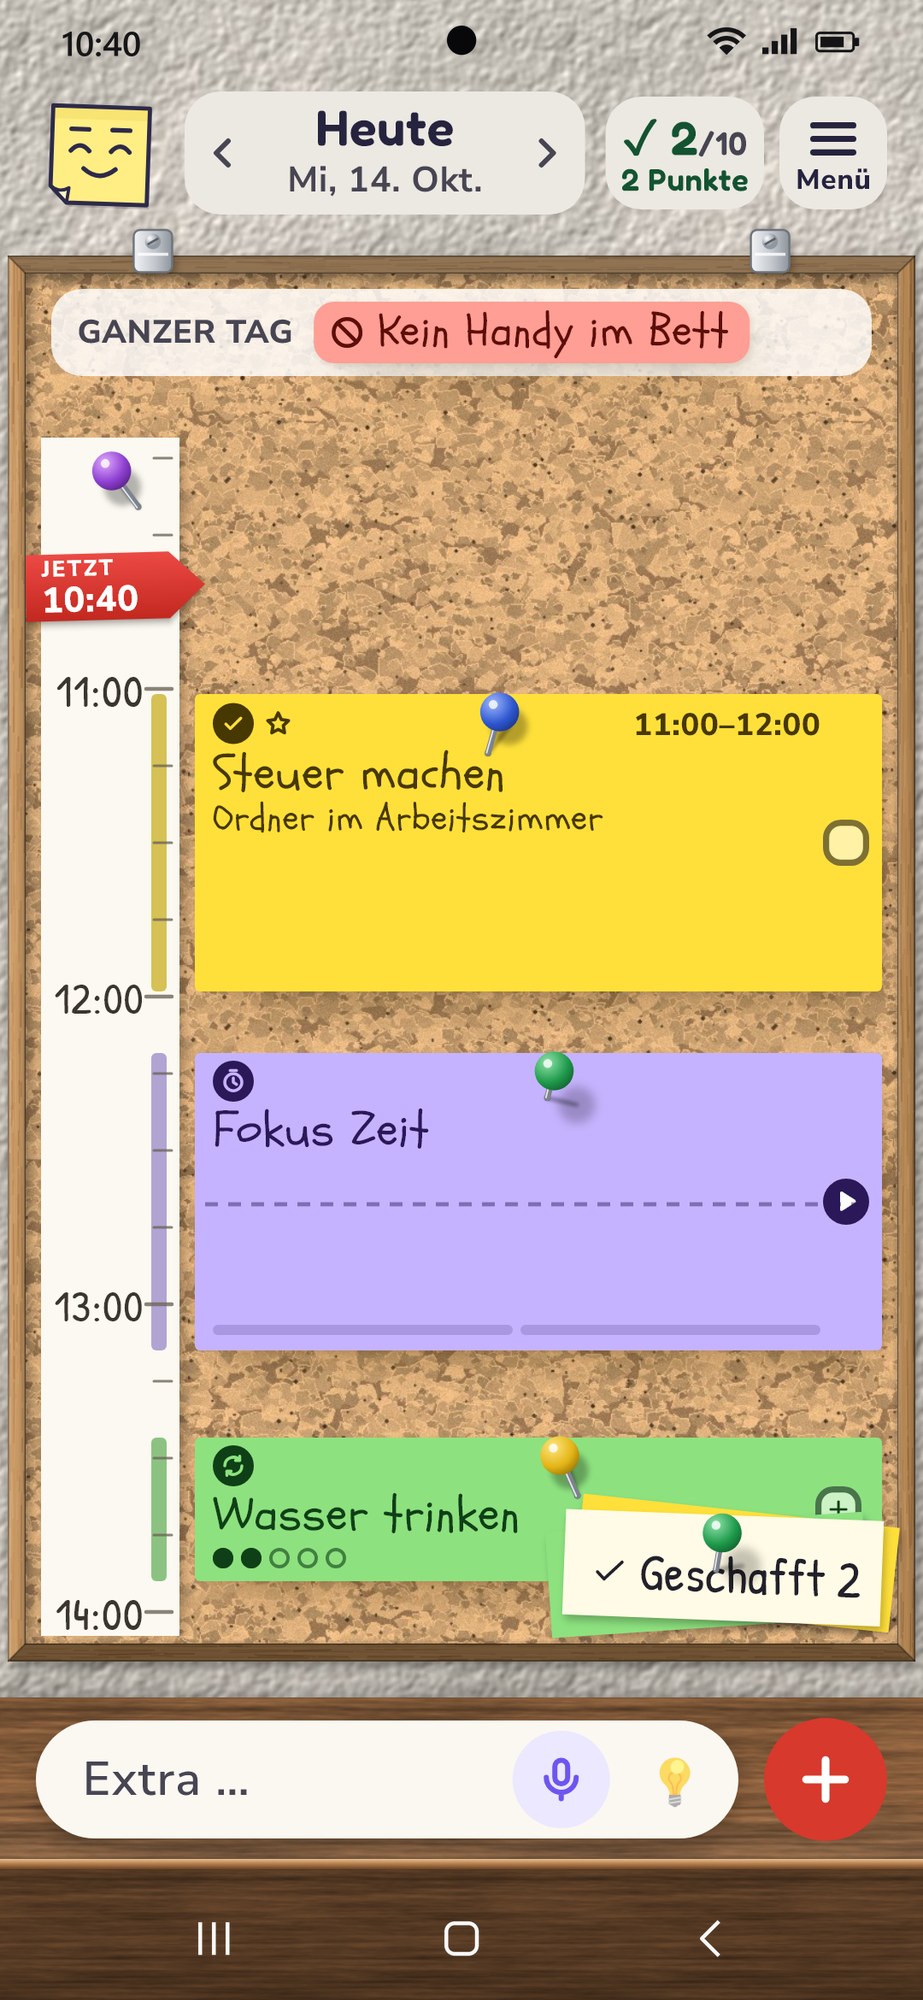 10:40
Heute
Mi, 14. Okt.
✓ 2/10
2 Punkte
Menü
GANZER TAG
Kein Handy im Bett
JETZT
10:40
11:00
11:00–12:00
Steuer machen
Ordner im Arbeitszimmer
12:00
Fokus Zeit
13:00
Wasser trinken
✓ Geschafft 2
14:00
Extra ...